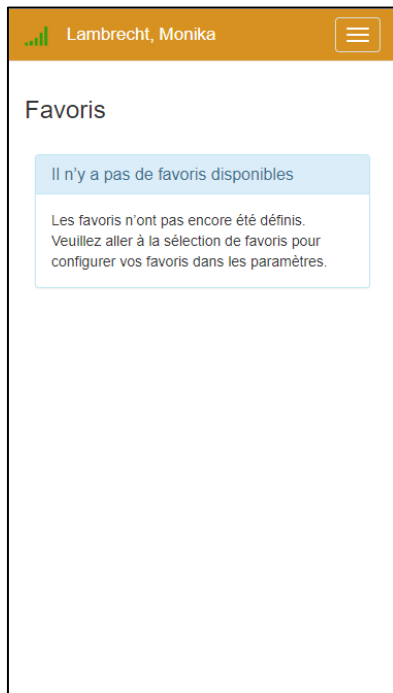 Lambrecht, Monika
Favoris
Il n'y a pas de favoris disponibles
Les favoris n'ont pas encore été définis.
Veuillez aller à la sélection de favoris pour
configurer vos favoris dans les paramètres.